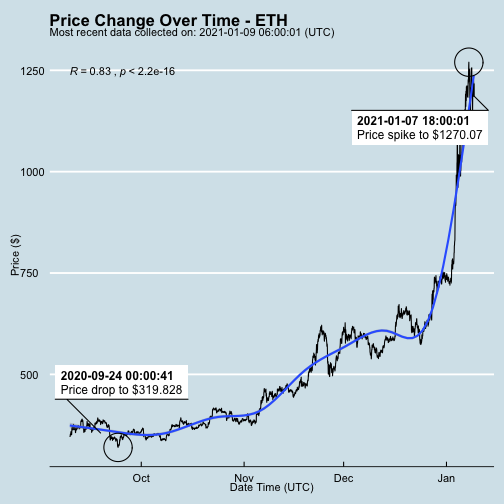 Price Change Over Time - ETH
Most recent data collected on: 2021-01-09 06:00:01 (UTC)
R = 0.83 , p < 2.2e-16
1250
2021-01-07 18:00:01
Price spike to $1270.07
1000
Price ($)
750
500
2020-09-24 00:00:41
Price drop to $319.828
Oct
Nov
Dec
Jan
Date Time (UTC)